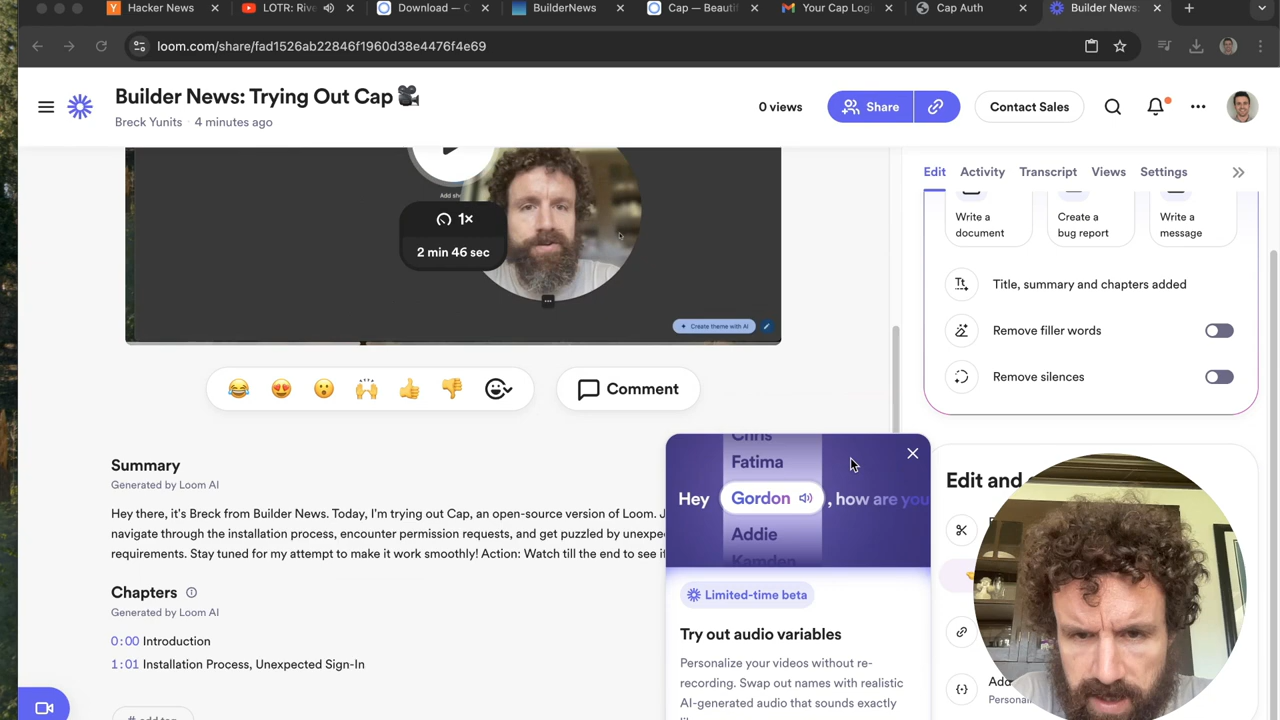 Hacker News
LOTR: Rive
Download —
BuilderNews
Cap — Beautif
Your Cap Logi
Cap Auth
Builder News:
loom.com/share/fad1526ab22846f1960d38e4476f4e69
Builder News: Trying Out Cap 🎥
Breck Yunits · 4 minutes ago
0 views
Share
Contact Sales
Edit
Activity
Transcript
Views
Settings
Write a
document
Create a
bug report
Write a
message
Title, summary and chapters added
Remove filler words
Remove silences
1×
2 min 46 sec
Create theme with AI
Comment
Summary
Generated by Loom AI
Hey there, it's Breck from Builder News. Today, I'm trying out Cap, an open-source version of Loom. J
navigate through the installation process, encounter permission requests, and get puzzled by unexpe
requirements. Stay tuned for my attempt to make it work smoothly! Action: Watch till the end to see if
Chapters
Generated by Loom AI
0:00 Introduction
1:01 Installation Process, Unexpected Sign-In
# add tag
Chris
Fatima
Hey Gordon , how are you
Addie
Kamden
Limited-time beta
Try out audio variables
Personalize your videos without re-
recording. Swap out names with realistic
AI-generated audio that sounds exactly
Edit and
Add
Personal